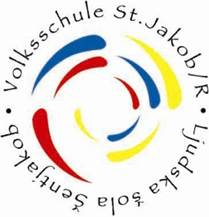 Volksschule St. Jakob/R •
Ljudska šola Šentjakob •